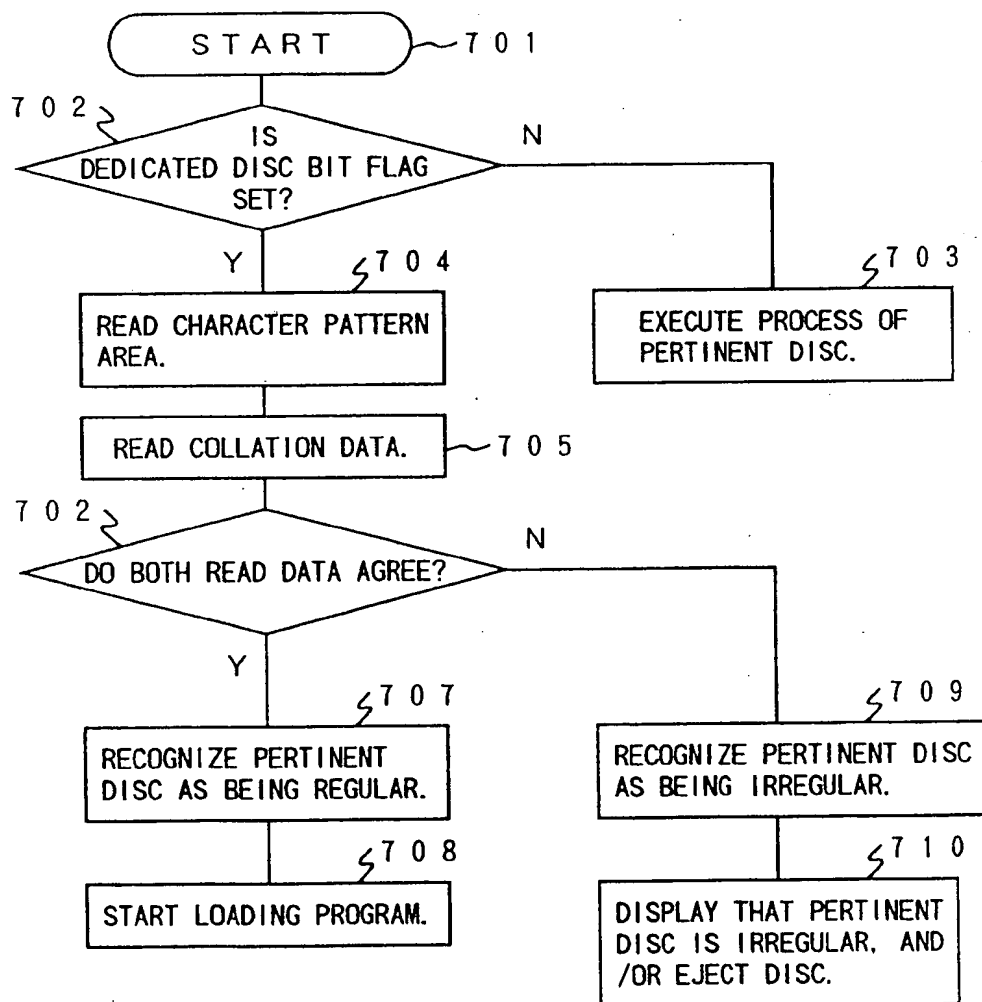 START
701
702
IS
DEDICATED DISC BIT FLAG
SET?
N
Y
704
703
READ CHARACTER PATTERN
AREA.
EXECUTE PROCESS OF
PERTINENT DISC.
READ COLLATION DATA.
705
702
DO BOTH READ DATA AGREE?
N
Y
707
709
RECOGNIZE PERTINENT
DISC AS BEING REGULAR.
RECOGNIZE PERTINENT DISC
AS BEING IRREGULAR.
708
710
START LOADING PROGRAM.
DISPLAY THAT PERTINENT
DISC IS IRREGULAR, AND
/OR EJECT DISC.